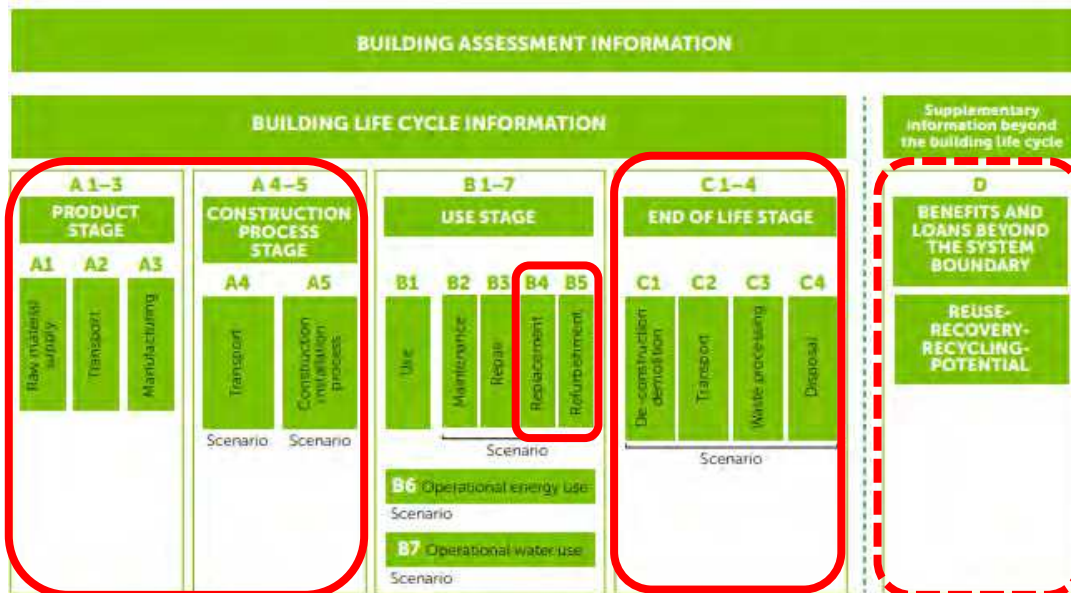 BUILDING ASSESSMENT INFORMATION
BUILDING LIFE CYCLE INFORMATION
Supplementary
information beyond
the building life cycle
A 1–3
PRODUCT
STAGE
A1
A2
A3
Raw material
supply
Transport
Manufacturing
A 4–5
CONSTRUCTION
PROCESS
STAGE
A4
A5
Transport
Construction
installation
process
Scenario
Scenario
B 1–7
USE STAGE
B1
B2
B3
B4
B5
Use
Maintenance
Repair
Replacement
Refurbishment
Scenario
B6 Operational energy use
Scenario
B7 Operational water use
Scenario
C 1–4
END OF LIFE STAGE
C1
C2
C3
C4
De-construction
demolition
Transport
Waste processing
Disposal
Scenario
D
BENEFITS AND
LOANS BEYOND
THE SYSTEM
BOUNDARY
REUSE-
RECOVERY-
RECYCLING-
POTENTIAL